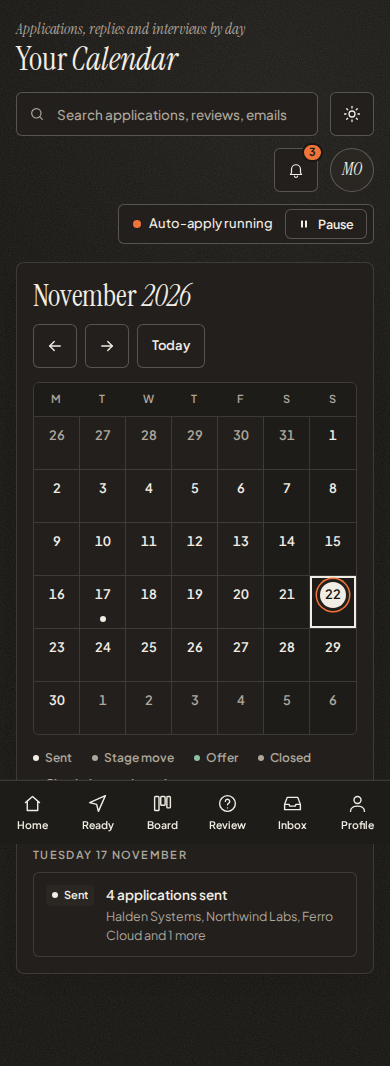 Applications, replies and interviews by day
Your Calendar
Search applications, reviews, emails
3
MO
Auto-apply running
Pause
November 2026
Today
M T W T F S S
26 27 28 29 30 31 1
2 3 4 5 6 7 8
9 10 11 12 13 14 15
16 17 18 19 20 21 22
23 24 25 26 27 28 29
30 1 2 3 4 5 6
Sent Stage move Offer Closed
Home Ready Board Review Inbox Profile
TUESDAY 17 NOVEMBER
Sent 4 applications sent
Halden Systems, Northwind Labs, Ferro
Cloud and 1 more